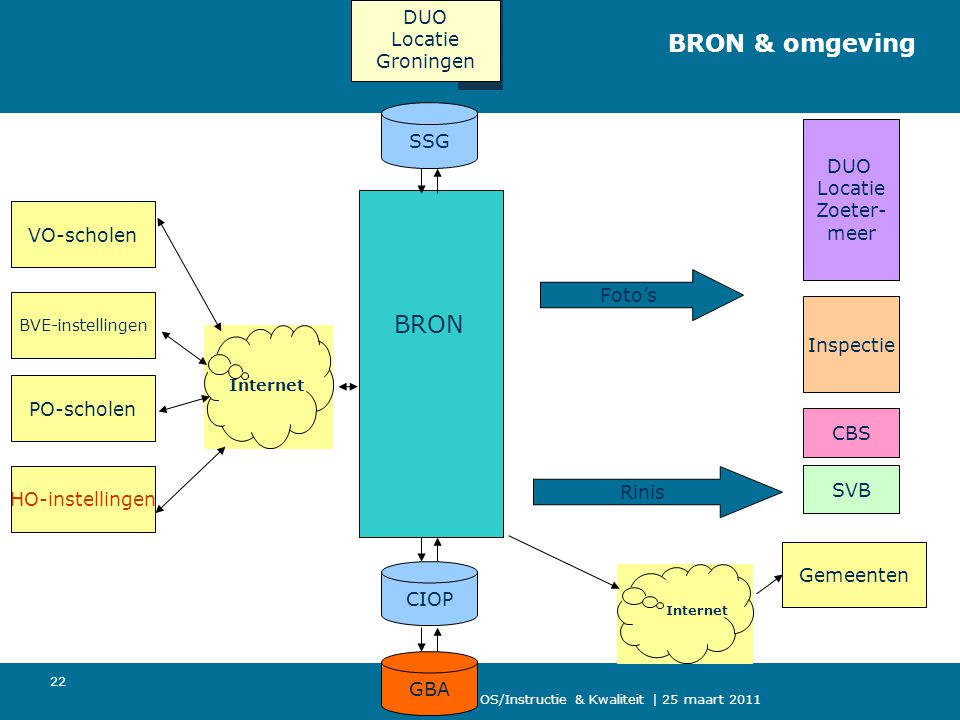 DUO
Locatie
Groningen
BRON & omgeving
SSG
DUO
Locatie
Zoeter-
meer
VO-scholen
Foto’s
BVE-instellingen
BRON
Inspectie
Internet
PO-scholen
CBS
HO-instellingen
Rinis
SVB
Gemeenten
CIOP
Internet
22
GBA
OS/Instructie & Kwaliteit | 25 maart 2011